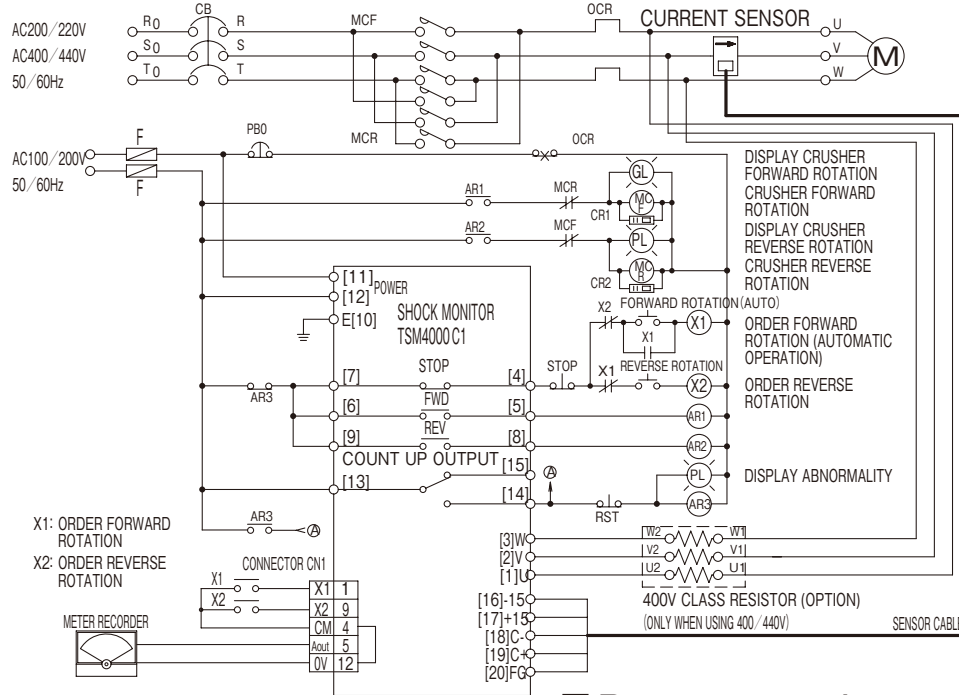 CB
OCR
CURRENT SENSOR
AC200/220V
R0
R
MCF
U
AC400/440V
S0
S
V
M
50/60Hz
T0
T
W
MCR
F
PB0
OCR
AC100/200V
50/60Hz
F
GL
DISPLAY CRUSHER
FORWARD ROTATION
AR1
MCR
CR1
MC
F
CRUSHER FORWARD
ROTATION
AR2
MCF
PL
DISPLAY CRUSHER
REVERSE ROTATION
CR2
MC
R
CRUSHER REVERSE
ROTATION
[11]
POWER
[12]
E[10]
SHOCK MONITOR
TSM4000C1
X2
FORWARD ROTATION(AUTO)
X1
X1
ORDER FORWARD
ROTATION (AUTOMATIC
OPERATION)
AR3
[7]
STOP
[4]
STOP
X1
REVERSE ROTATION
X2
ORDER REVERSE
ROTATION
[6]
FWD
[5]
AR1
[9]
REV
[8]
AR2
COUNT UP OUTPUT
[15]
A
PL
DISPLAY ABNORMALITY
[13]
[14]
RST
AR3
X1: ORDER FORWARD
ROTATION
AR3
A
X2: ORDER REVERSE
ROTATION
[3]W
W2
W1
[2]V
V2
V1
[1]U
U2
U1
CONNECTOR CN1
X1
X1
1
X2
X2
9
CM
4
Aout
5
0V
12
METER RECORDER
[16]-15
[17]+15
[18]C-
[19]C+
[20]FG
400V CLASS RESISTOR (OPTION)
(ONLY WHEN USING 400/440V)
SENSOR CABLE